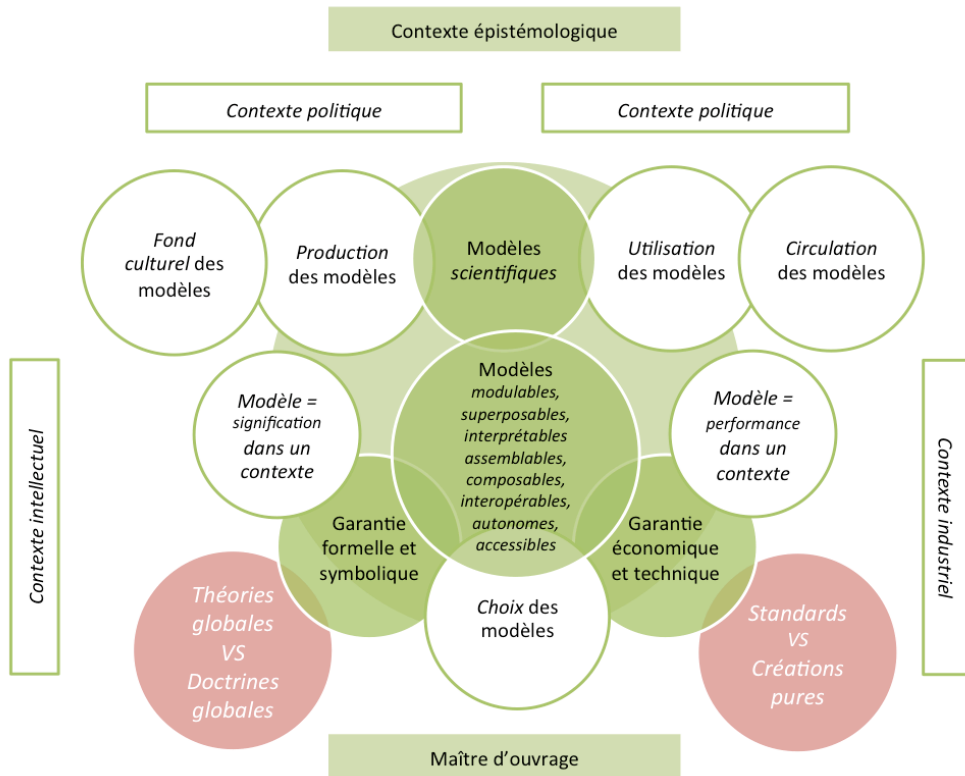 Contexte épistémologique
Contexte politique
Contexte politique
Fond
culturel des
modèles
Production
des modèles
Modèles
scientifiques
Utilisation
des modèles
Circulation
des modèles
Contexte intellectuel
Modèle =
signification
dans un
contexte
Modèles
modulables,
superposables,
interprétables
assemblables,
composables,
interopérables,
autonomes,
accessibles
Modèle =
performance
dans un
contexte
Contexte industriel
Garantie
formelle et
symbolique
Garantie
économique
et technique
Théories
globales
VS
Doctrines
globales
Choix des
modèles
Standards
VS
Créations
pures
Maître d’ouvrage